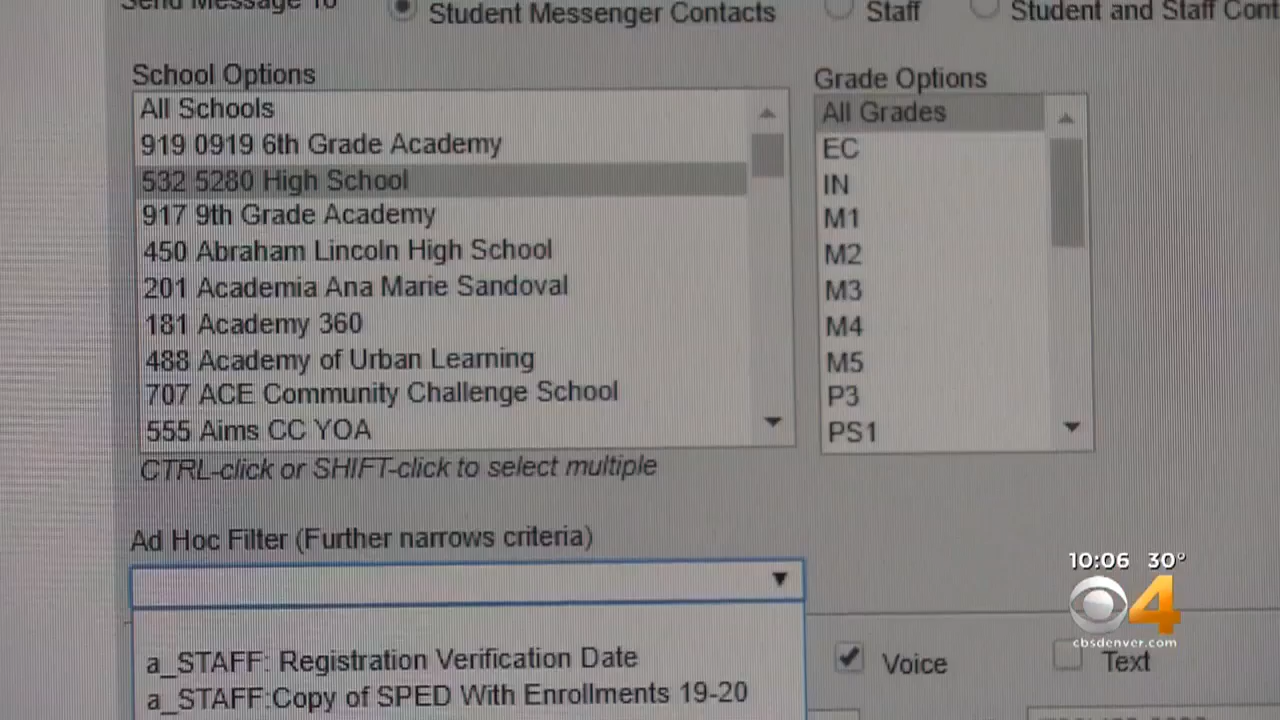 Send Message To
Student Messenger Contacts
Staff
Student and Staff Cont
School Options
All Schools
919 0919 6th Grade Academy
532 5280 High School
917 9th Grade Academy
450 Abraham Lincoln High School
201 Academia Ana Marie Sandoval
181 Academy 360
488 Academy of Urban Learning
707 ACE Community Challenge School
555 Aims CC YOA
CTRL-click or SHIFT-click to select multiple
Grade Options
All Grades
EC
IN
M1
M2
M3
M4
M5
P3
PS1
Ad Hoc Filter (Further narrows criteria)
a_STAFF: Registration Verification Date
a_STAFF:Copy of SPED With Enrollments 19-20
Voice
Text
10:06 30°
4
cbsdenver.com